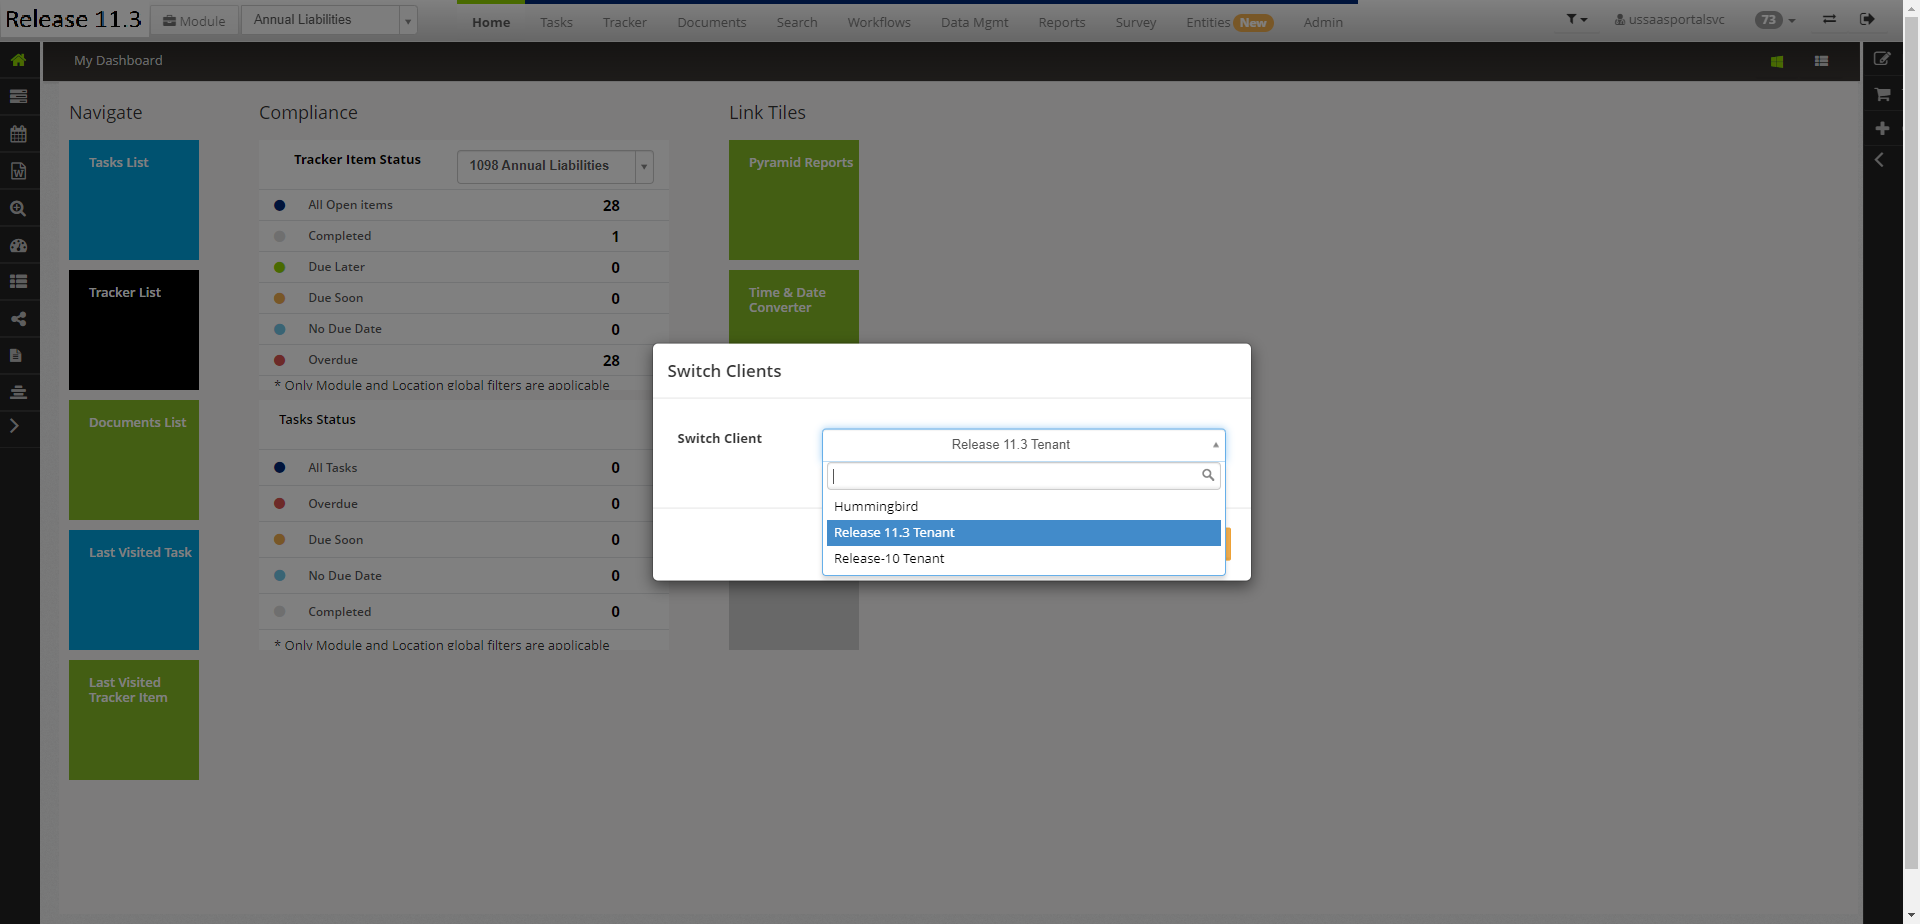 Release 11.3
Module
Annual Liabilities
Home
Tasks
Tracker
Documents
Search
Workflows
Data Mgmt
Reports
Survey
Entities New
Admin
ussaasportalsvc
73
My Dashboard
Navigate
Tasks List
Tracker List
Documents List
Last Visited Task
Last Visited
Tracker Item
Compliance
Tracker Item Status
1098 Annual Liabilities
All Open items 28
Completed 1
Due Later 0
Due Soon 0
No Due Date 0
Overdue 28
* Only Module and Location global filters are applicable
Tasks Status
All Tasks 0
Overdue 0
Due Soon 0
No Due Date 0
Completed 0
* Only Module and Location global filters are applicable
Link Tiles
Pyramid Reports
Time & Date
Converter
Switch Clients
Switch Client
Release 11.3 Tenant
Hummingbird
Release 11.3 Tenant
Release-10 Tenant